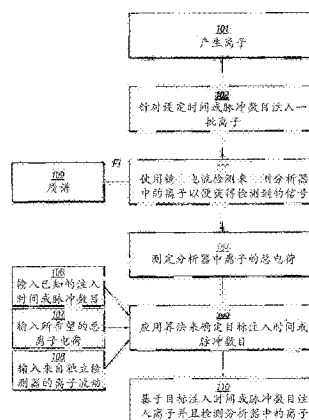 101
产生离子
102
针对设定时间或脉冲数目注入一
批离子
使用镜 电流检测来 测分析器
中的离子以便获得检测到的信号
质谱
测定分析器中离子的总电荷
106
输入已知的注入
时间或脉冲数目
107
输入所希望的总
离子电荷
108
输入来自独立检
测器的离子流动
应用算法来确定目标注入时间或
脉冲数目
110
基于目标注入时间或脉冲数目注
入离子并且检测分析器中的离子